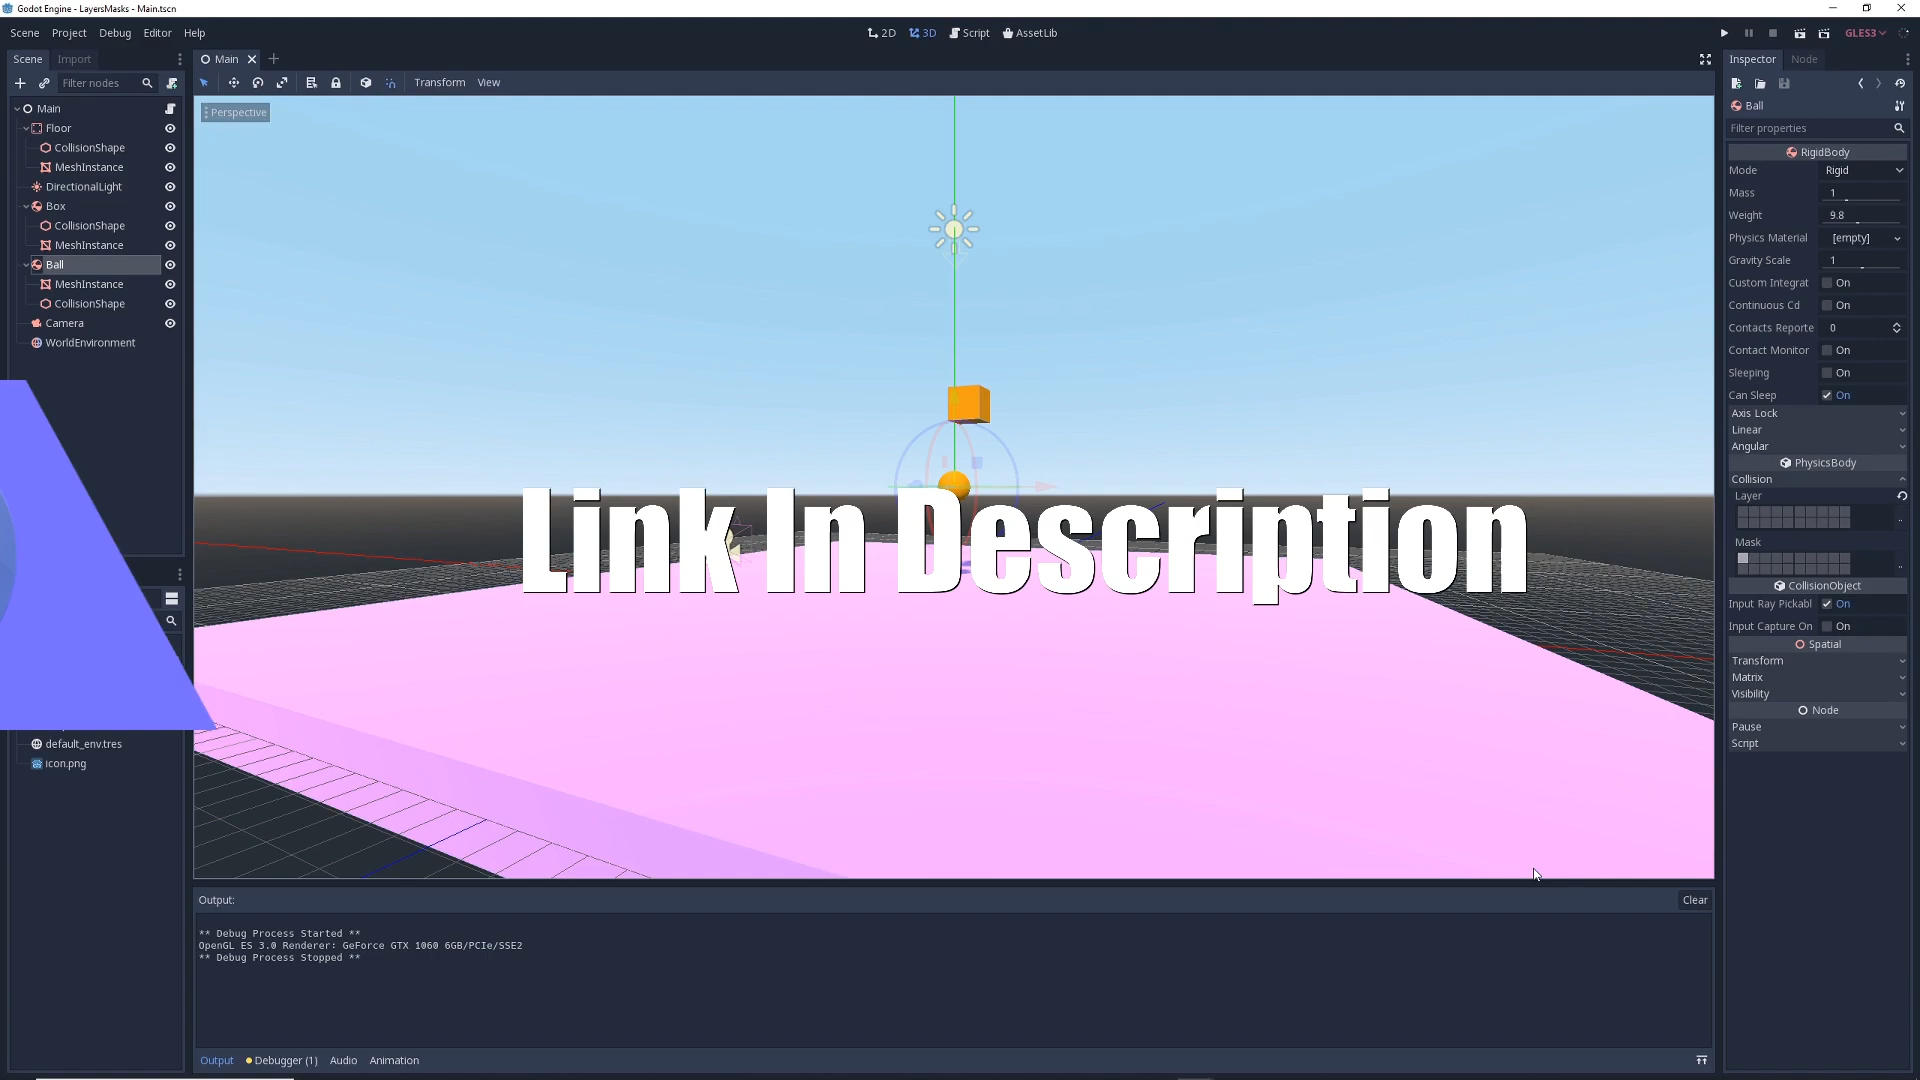 Godot Engine - LayersMasks - Main.tscn
Scene Project Debug Editor Help
2D 3D Script AssetLib
GLES3
Scene Import
Filter nodes
Main
Floor
CollisionShape
MeshInstance
DirectionalLight
Box
CollisionShape
MeshInstance
Ball
MeshInstance
CollisionShape
Camera
WorldEnvironment
default_env.tres
icon.png
Main
Transform View
Perspective
Link In Description
Output:
Clear
** Debug Process Started **
OpenGL ES 3.0 Renderer: GeForce GTX 1060 6GB/PCIe/SSE2
** Debug Process Stopped **
Output Debugger (1) Audio Animation
Inspector Node
Ball
Filter properties
RigidBody
Mode Rigid
Mass 1
Weight 9.8
Physics Material [empty]
Gravity Scale 1
Custom Integrat On
Continuous Cd On
Contacts Reporte 0
Contact Monitor On
Sleeping On
Can Sleep On
Axis Lock
Linear
Angular
PhysicsBody
Collision
Layer
Mask
CollisionObject
Input Ray Pickabl On
Input Capture On On
Spatial
Transform
Matrix
Visibility
Node
Pause
Script